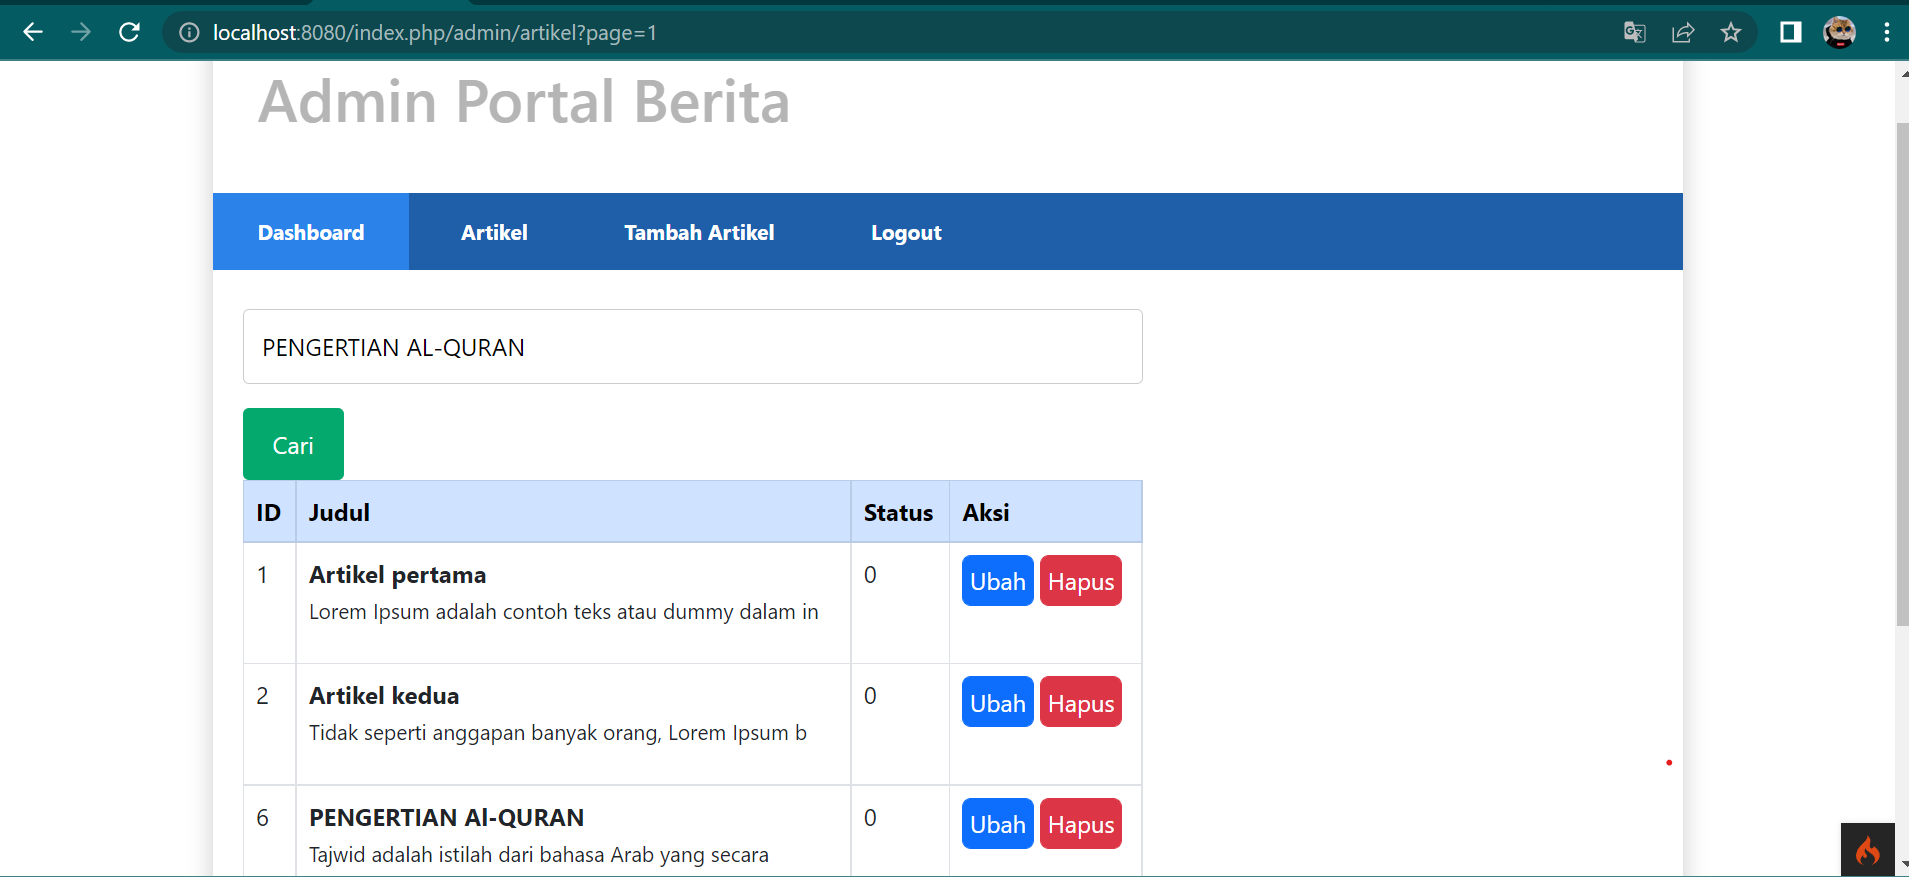 localhost:8080/index.php/admin/artikel?page=1
Admin Portal Berita
Dashboard Artikel Tambah Artikel Logout
PENGERTIAN AL-QURAN
Cari
ID Judul Status Aksi
1 Artikel pertama 0 Ubah Hapus
Lorem Ipsum adalah contoh teks atau dummy dalam in
2 Artikel kedua 0 Ubah Hapus
Tidak seperti anggapan banyak orang, Lorem Ipsum b
6 PENGERTIAN Al-QURAN 0 Ubah Hapus
Tajwid adalah istilah dari bahasa Arab yang secara